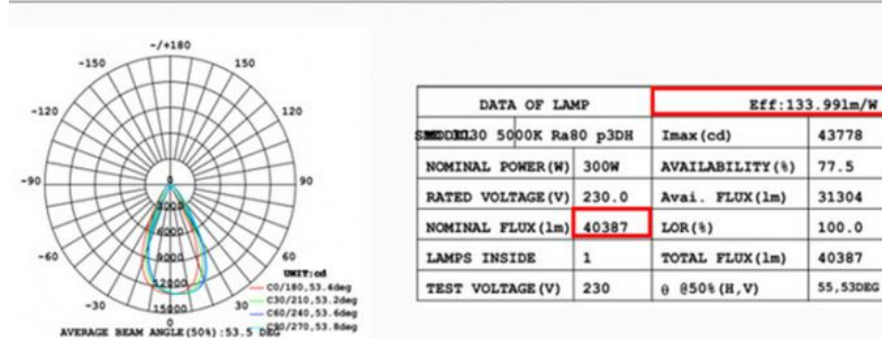 -/+180
-150 150
-120 120
-90 90
-60 60
-30 30
0
3000
6000
9000
12000
15000
0
UNIT:cd
C0/180,53.4deg
C30/210,53.2deg
C60/240,53.6deg
C90/270,53.8deg
AVERAGE BEAM ANGLE(50%):53.5 DEG
DATA OF LAMP Eff:133.99lm/W
3030 5000K Ra80 p3DH Imax(cd) 43778
NOMINAL POWER(W) 300W AVAILABILITY(%) 77.5
RATED VOLTAGE(V) 230.0 Avai. FLUX(lm) 31304
NOMINAL FLUX(lm) 40387 LOR(%) 100.0
LAMPS INSIDE 1 TOTAL FLUX(lm) 40387
TEST VOLTAGE(V) 230 θ @50%(H,V) 55,53DEG